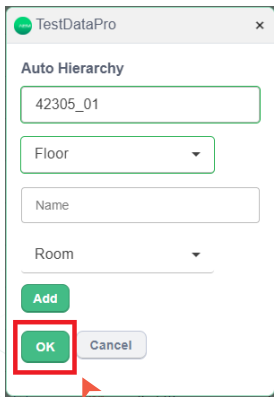 TestDataPro
×
Auto Hierarchy
42305_01
Floor
Name
Room
Add
OK
Cancel